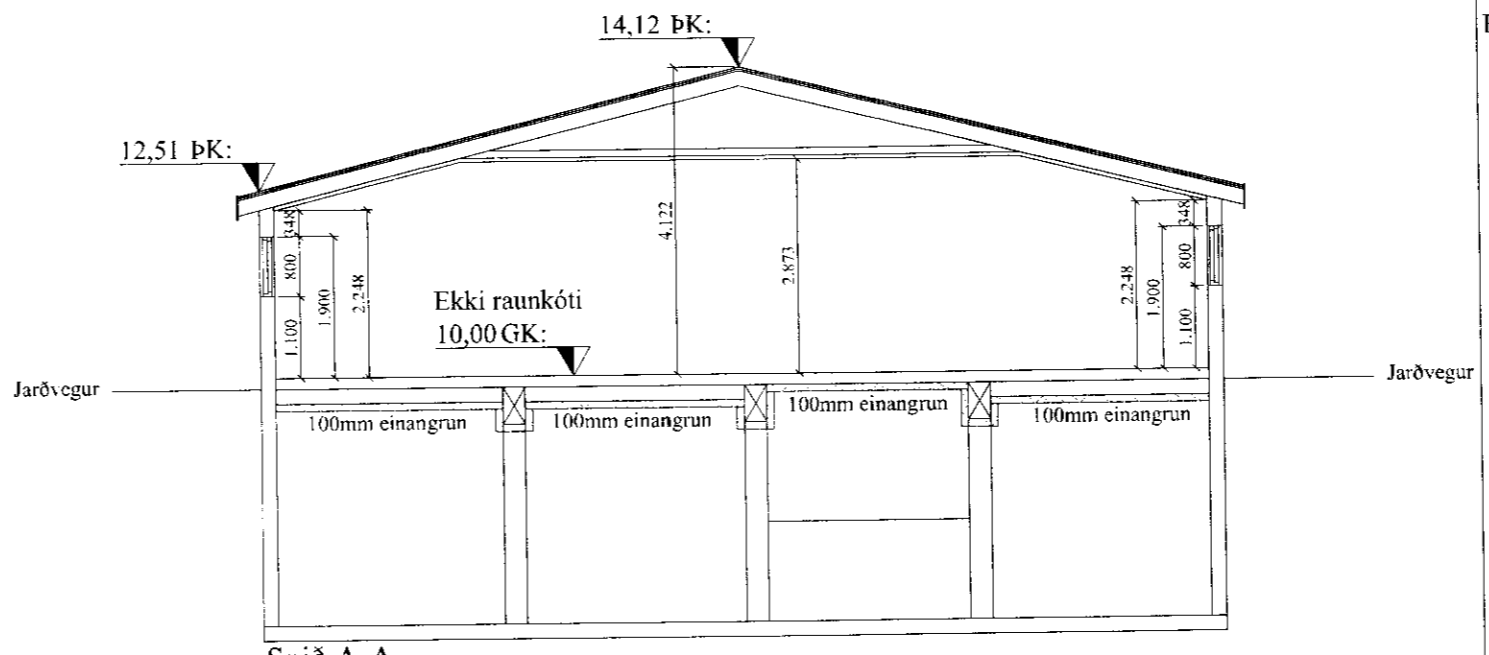 14,12 ÞK:
12,51 ÞK:
348
800
1.900
2.248
1.100
4.122
2.873
2.248
1.900
348
800
1.100
Ekki raunkóti
10,00 GK:
Jarðvegur
Jarðvegur
100mm einangrun
100mm einangrun
100mm einangrun
100mm einangrun